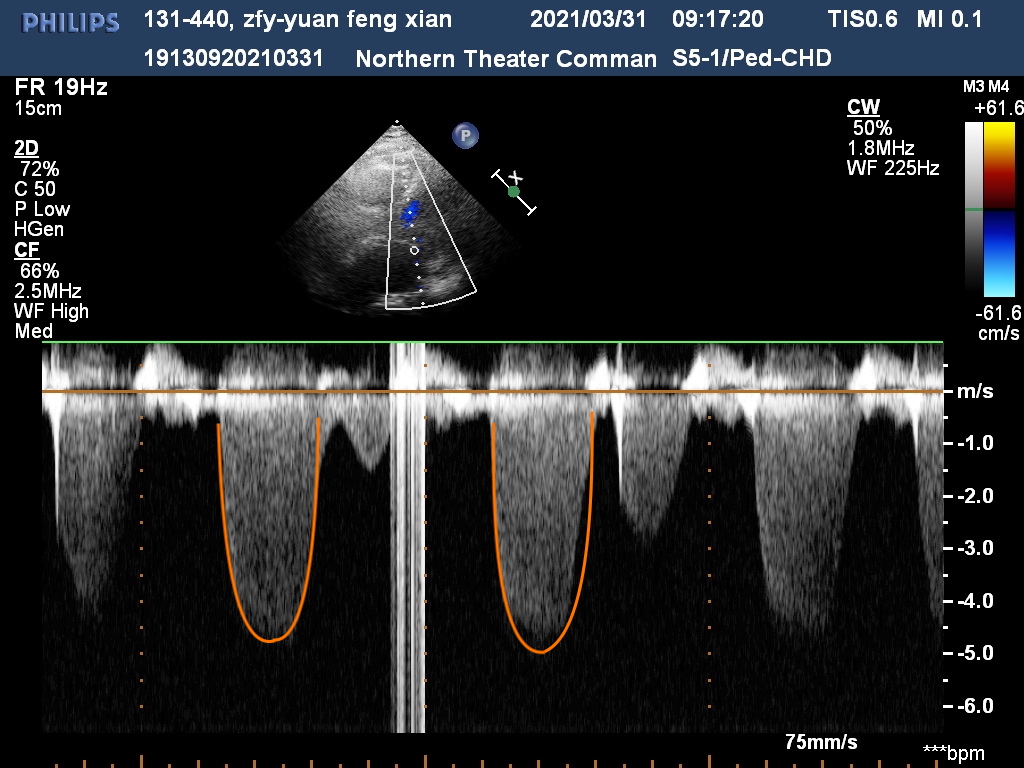 PHILIPS 131-440, zfy-yuan feng xian 2021/03/31 09:17:20 TIS0.6 MI 0.1
19130920210331 Northern Theater Comman S5-1/Ped-CHD
FR 19Hz
15cm
2D
72%
C 50
P Low
HGen
CF
66%
2.5MHz
WF High
Med
P
X
CW
50%
1.8MHz
WF 225Hz
M3 M4
+61.6
-61.6
cm/s
m/s
-1.0
-2.0
-3.0
-4.0
-5.0
-6.0
75mm/s
***bpm